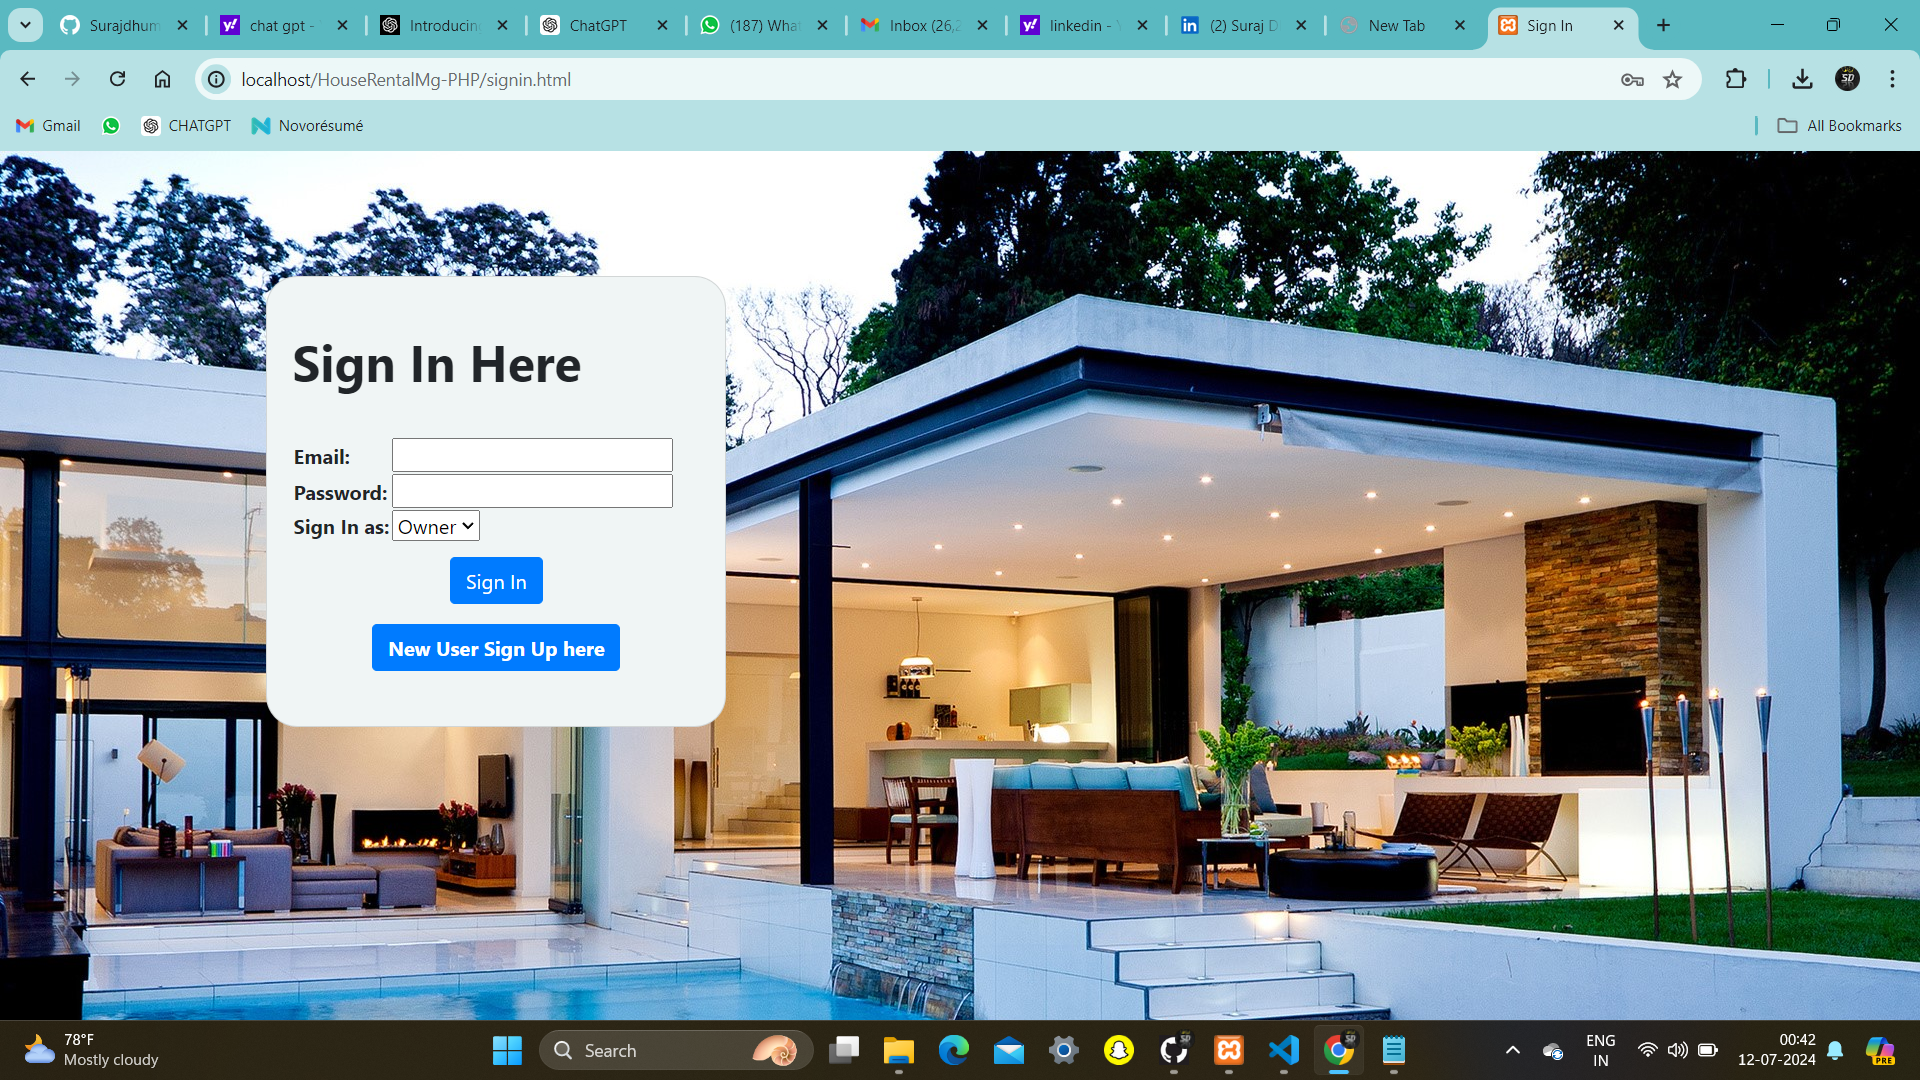 Surajdhum
chat gpt -
Introducin
ChatGPT
(187) What
Inbox (26,2
linkedin - Y
(2) Suraj D
New Tab
Sign In
localhost/HouseRentalMg-PHP/signin.html
Gmail
CHATGPT
Novorésumé
All Bookmarks
Sign In Here
Email:
Password:
Sign In as: Owner
Sign In
New User Sign Up here
78°F
Mostly cloudy
Search
ENG
IN
00:42
12-07-2024
PRE